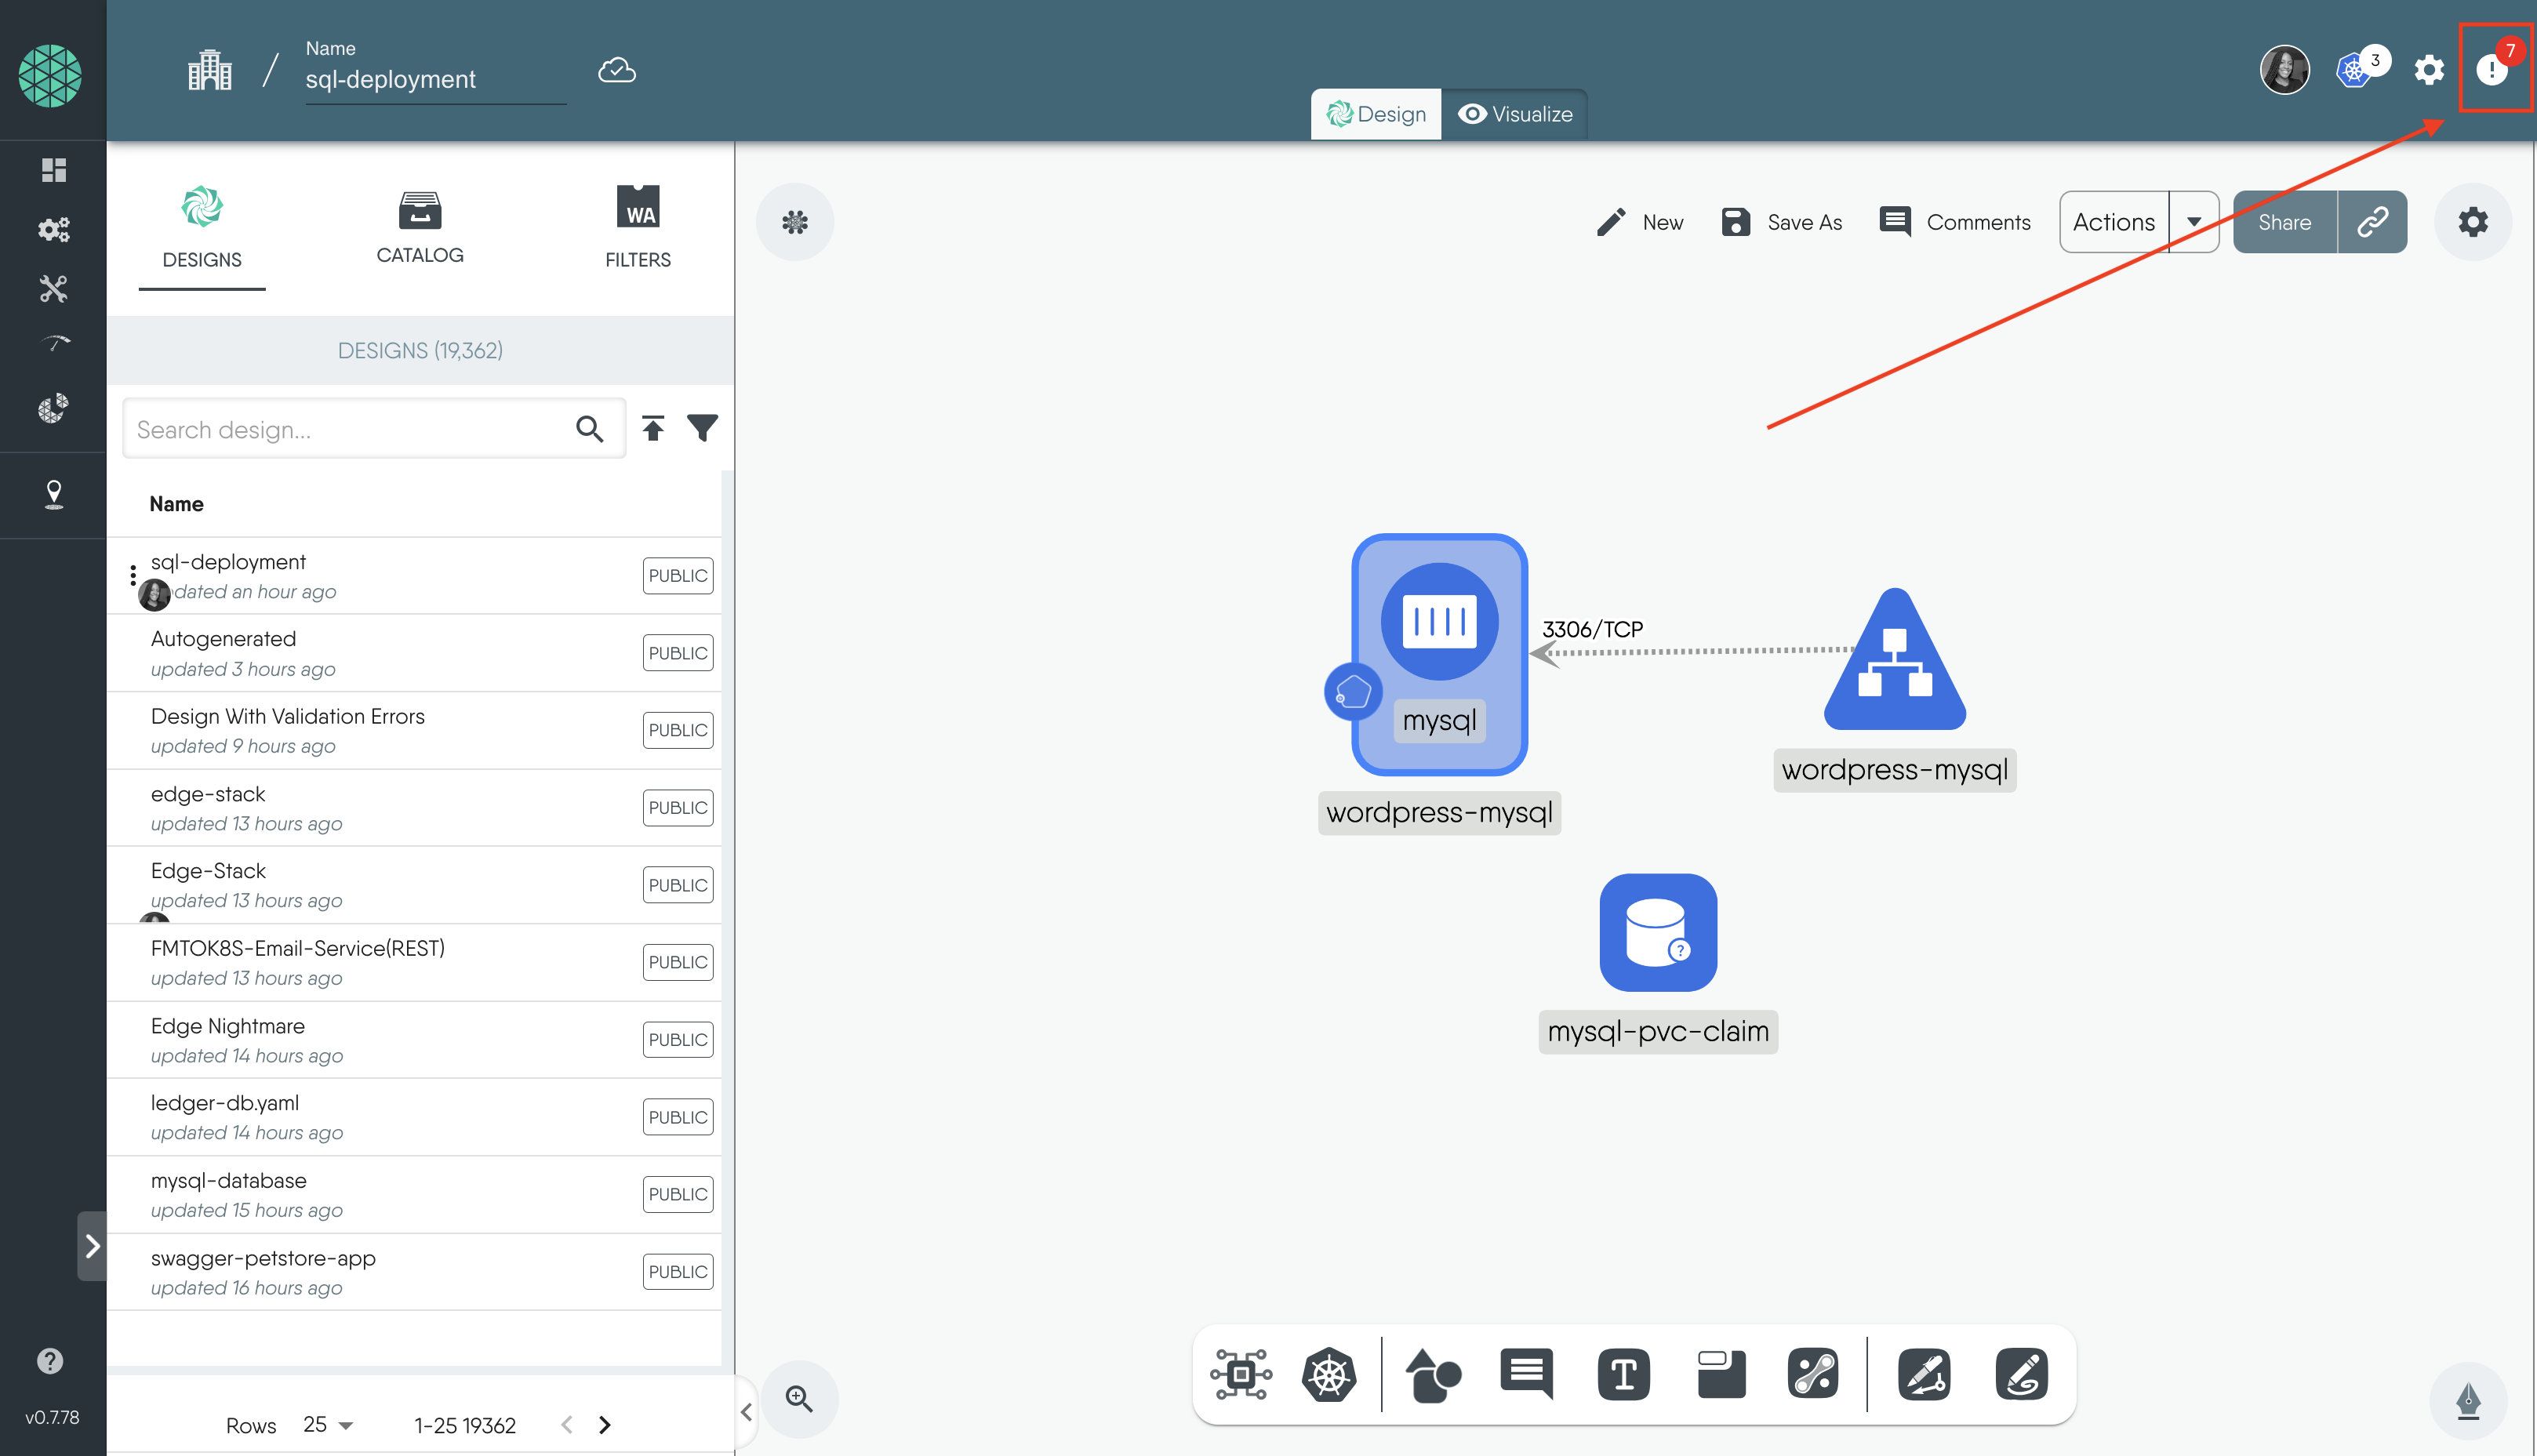 Name
sql-deployment
3
7
Design
Visualize
DESIGNS
CATALOG
WA
FILTERS
New
Save As
Comments
Actions
Share
DESIGNS (19,362)
Search design...
Name
sql-deployment
dated an hour ago
PUBLIC
Autogenerated
updated 3 hours ago
PUBLIC
Design With Validation Errors
updated 9 hours ago
PUBLIC
edge-stack
updated 13 hours ago
PUBLIC
Edge-Stack
updated 13 hours ago
PUBLIC
FMTOK8S-Email-Service(REST)
updated 13 hours ago
PUBLIC
Edge Nightmare
updated 14 hours ago
PUBLIC
ledger-db.yaml
updated 14 hours ago
PUBLIC
mysql-database
updated 15 hours ago
PUBLIC
swagger-petstore-app
updated 16 hours ago
PUBLIC
Rows 25 1-25 19362
v0.7.78
3306/TCP
mysql
wordpress-mysql
wordpress-mysql
?
mysql-pvc-claim
T